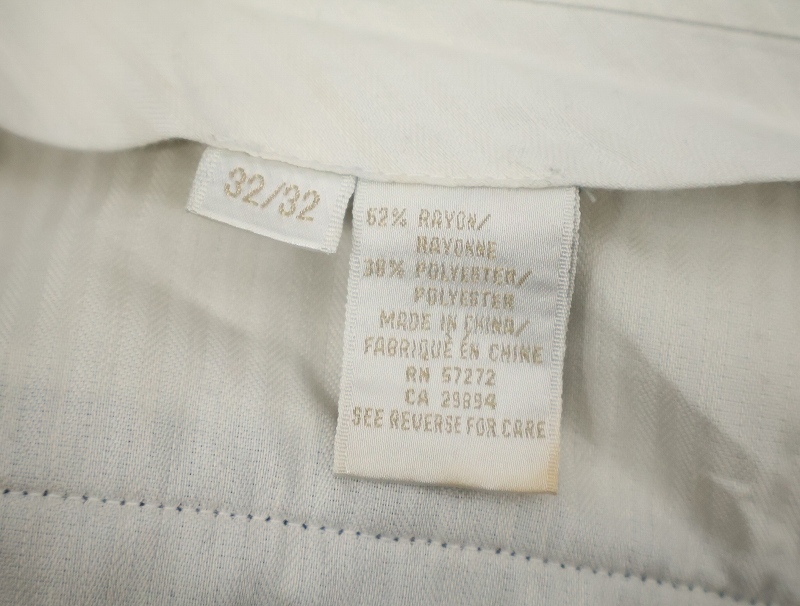 32/32
62% RAYON/
RAYONNE
38% POLYESTER/
POLYESTER
MADE IN CHINA/
FABRIQUÉ EN CHINE
RN 57272
CA 29894
SEE REVERSE FOR CARE